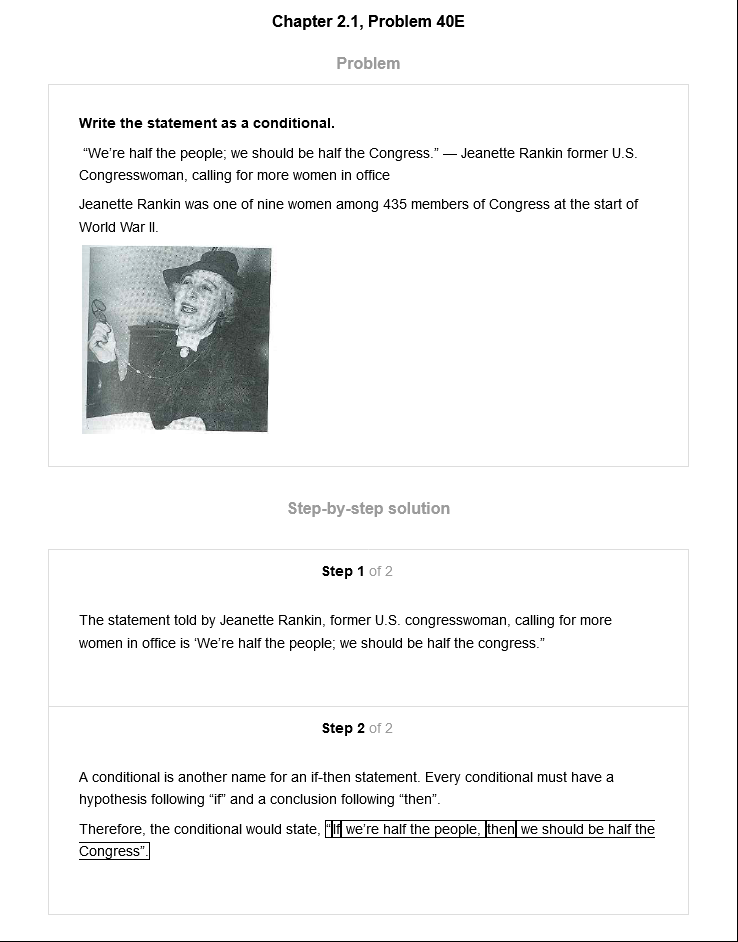 Chapter 2.1, Problem 40E
Problem
Write the statement as a conditional.
“We’re half the people; we should be half the Congress.” — Jeanette Rankin former U.S.
Congresswoman, calling for more women in office
Jeanette Rankin was one of nine women among 435 members of Congress at the start of
World War II.
Step-by-step solution
Step 1 of 2
The statement told by Jeanette Rankin, former U.S. congresswoman, calling for more
women in office is ‘We’re half the people; we should be half the congress.”
Step 2 of 2
A conditional is another name for an if-then statement. Every conditional must have a
hypothesis following “if” and a conclusion following “then”.
Therefore, the conditional would state, “If we’re half the people, then we should be half the
Congress”.